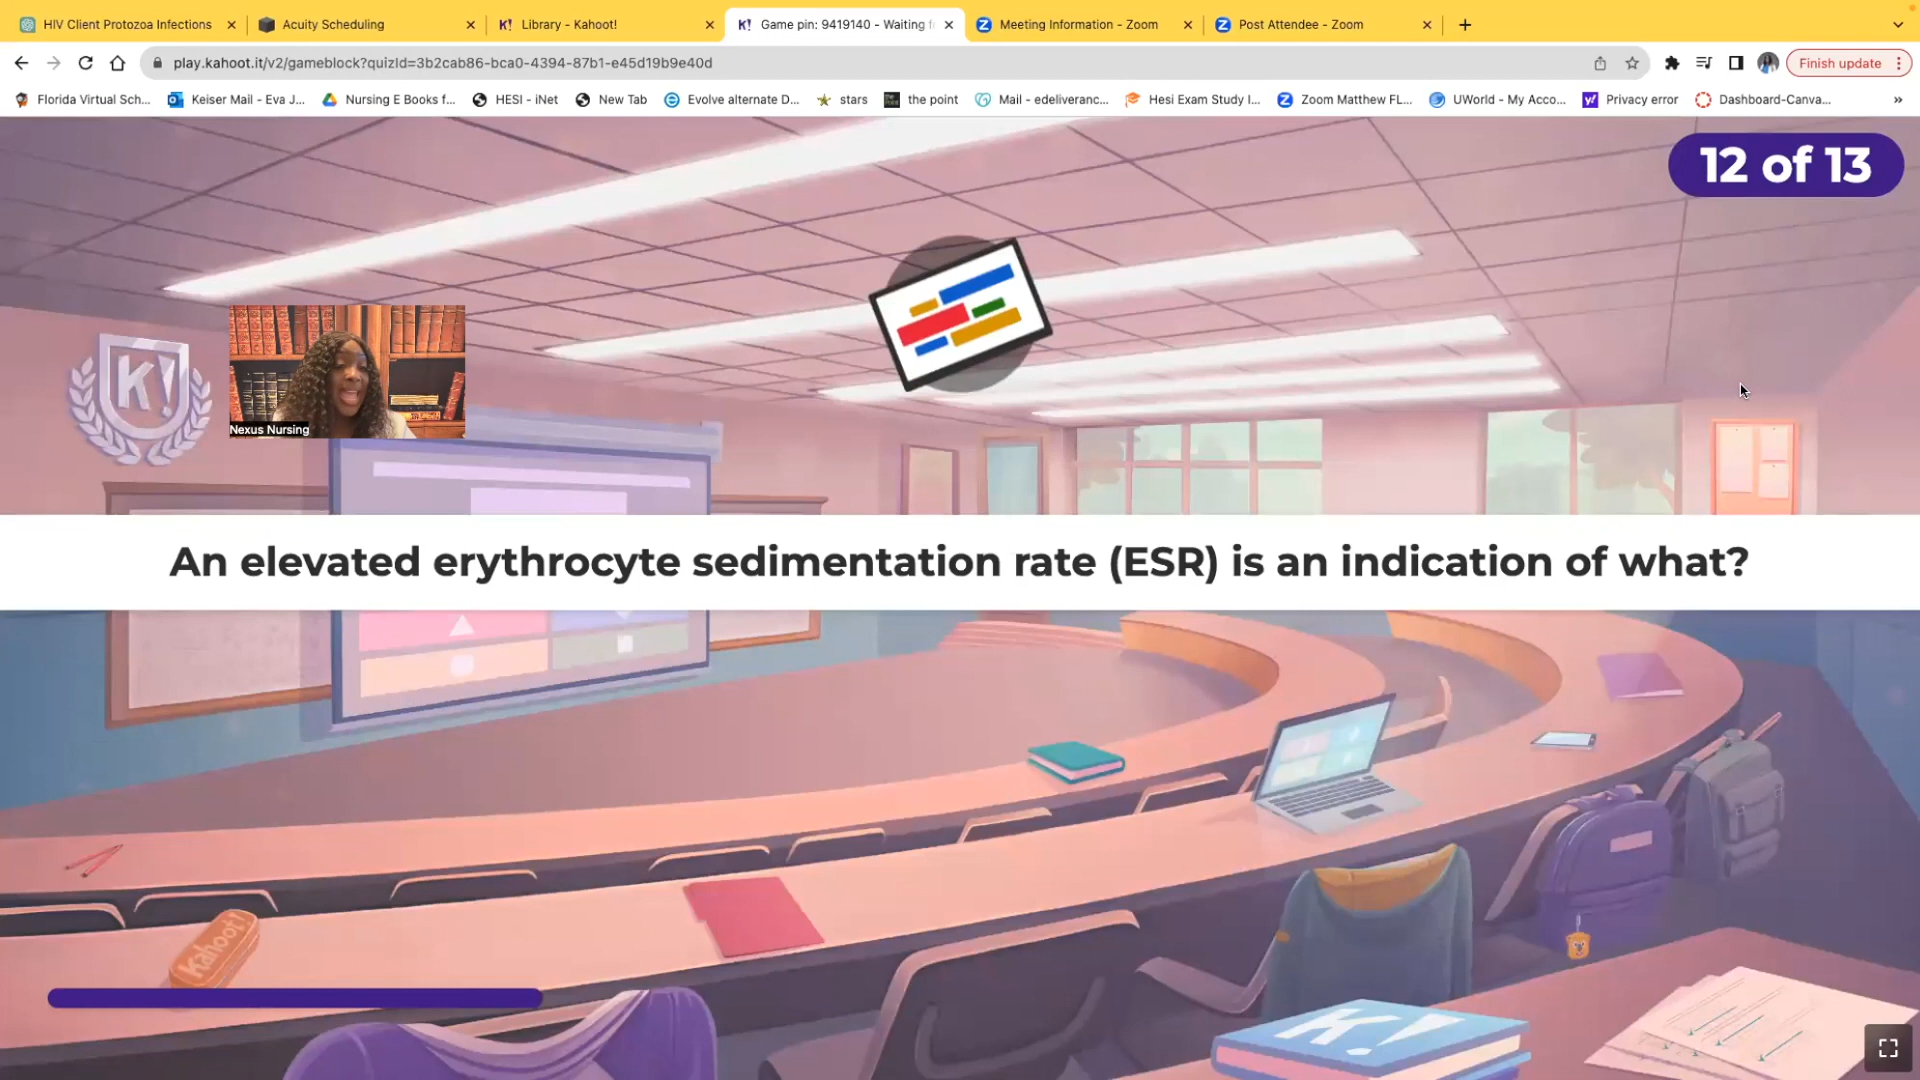 HIV Client Protozoa Infections
Acuity Scheduling
Library - Kahoot!
Game pin: 9419140 - Waiting f
Meeting Information - Zoom
Post Attendee - Zoom
play.kahoot.it/v2/gameblock?quizId=3b2cab86-bca0-4394-87b1-e45d19b9e40d
Finish update
Florida Virtual Sch...
Keiser Mail - Eva J...
Nursing E Books f...
HESI - iNet
New Tab
Evolve alternate D...
stars
the point
Mail - edeliveranc...
Hesi Exam Study I...
Zoom Matthew FL...
UWorld - My Acco...
Privacy error
Dashboard-Canva...
12 of 13
K!
Nexus Nursing
An elevated erythrocyte sedimentation rate (ESR) is an indication of what?
Kahoot!
K!